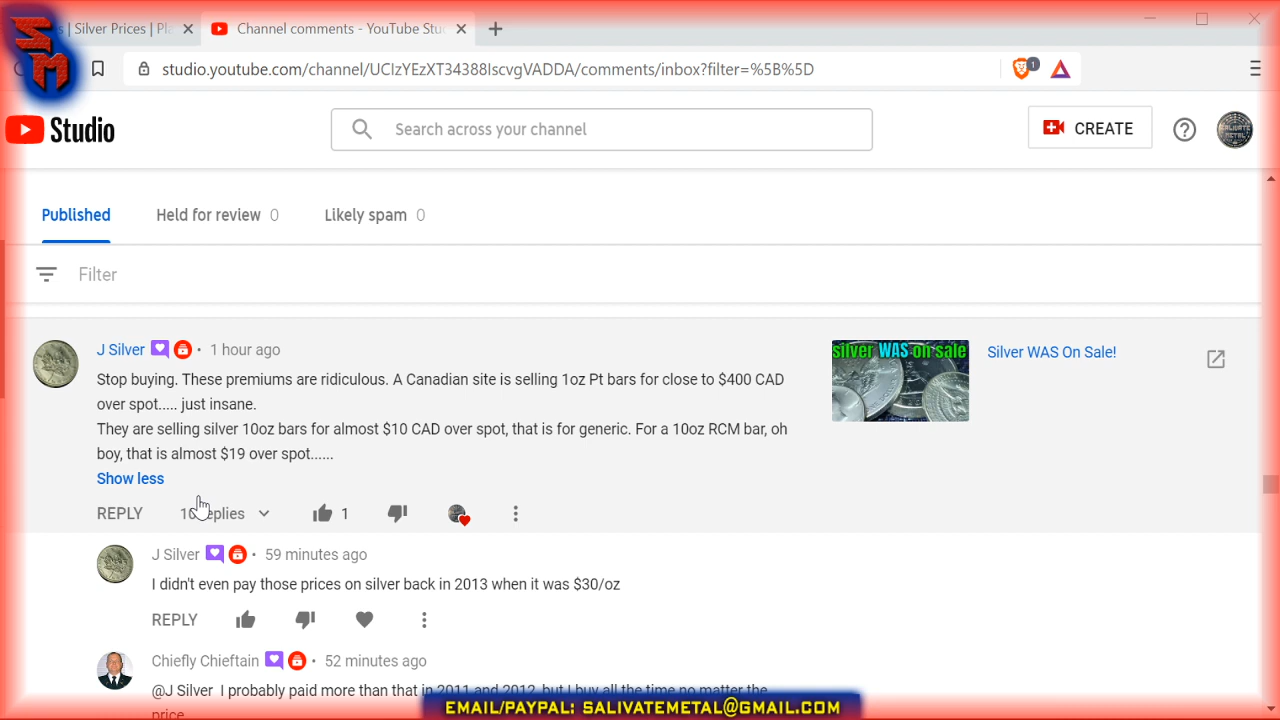 SM
s | Silver Prices | Pla
Channel comments - YouTube Stu
studio.youtube.com/channel/UCIzYEzXT34388IscvgVADDA/comments/inbox?filter=%5B%5D
1
Studio
Search across your channel
CREATE
SALIVATE METAL
Published
Held for review 0
Likely spam 0
Filter
J Silver • 1 hour ago
Stop buying. These premiums are ridiculous. A Canadian site is selling 1oz Pt bars for close to $400 CAD
over spot..... just insane.
They are selling silver 10oz bars for almost $10 CAD over spot, that is for generic. For a 10oz RCM bar, oh
boy, that is almost $19 over spot......
Show less
silver WAS on sale
Silver WAS On Sale!
REPLY
replies
1
J Silver • 59 minutes ago
I didn't even pay those prices on silver back in 2013 when it was $30/oz
REPLY
Chiefly Chieftain • 52 minutes ago
@J Silver I probably paid more than that in 2011 and 2012, but I buy all the time no matter the
price
EMAIL/PAYPAL: SALIVATEMETAL@GMAIL.COM